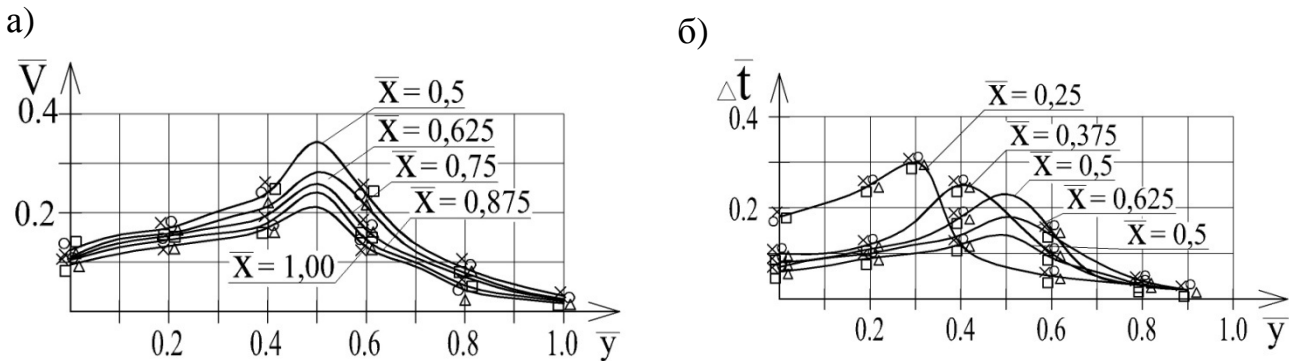 а)
V̅
0.4
0.2
X̅ = 0,5
X̅ = 0,625
X̅ = 0,75
X̅ = 0,875
X̅ = 1,00
0.2 0.4 0.6 0.8 1.0 y̅
б)
△t̅
0.4
0.2
X̅ = 0,25
X̅ = 0,375
X̅ = 0,5
X̅ = 0,625
X̅ = 0,5
0.2 0.4 0.6 0.8 1.0 y̅